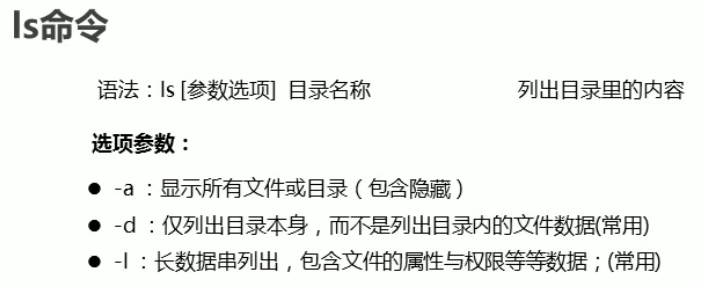 ls命令
语法：ls [参数选项] 目录名称 列出目录里的内容
选项参数：
● -a ：显示所有文件或目录（包含隐藏）
● -d ：仅列出目录本身，而不是列出目录内的文件数据(常用)
● -l ：长数据串列出，包含文件的属性与权限等等数据；(常用)